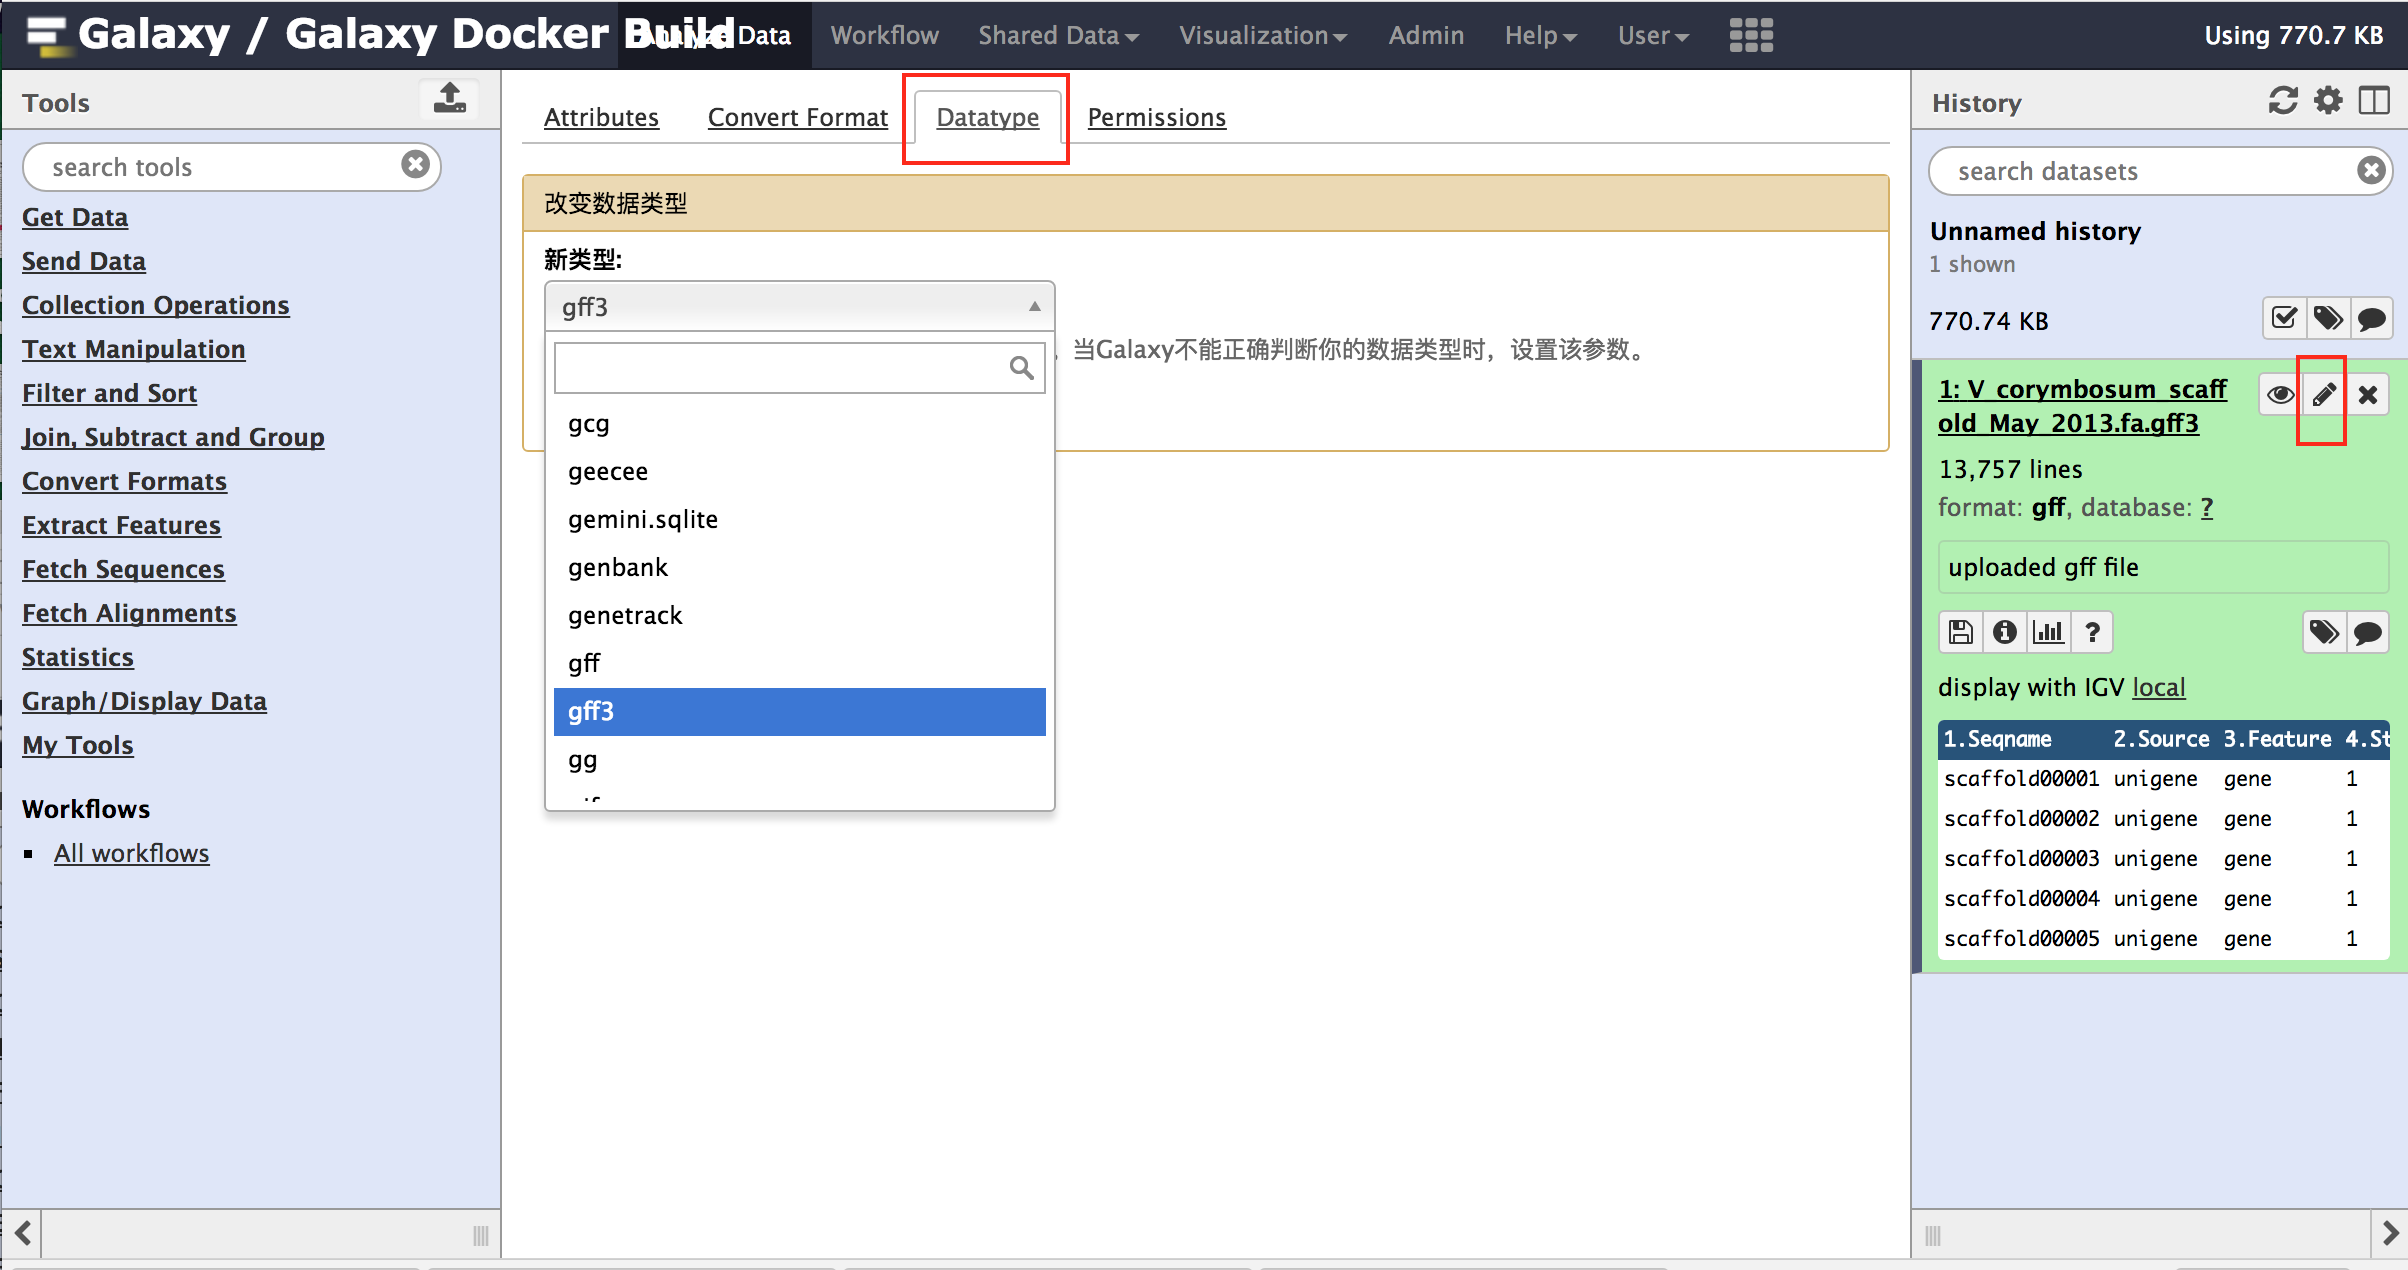 Galaxy / Galaxy Docker Build
Analyze Data
Workflow
Shared Data
Visualization
Admin
Help
User
Using 770.7 KB
Tools
search tools
Get Data
Send Data
Collection Operations
Text Manipulation
Filter and Sort
Join, Subtract and Group
Convert Formats
Extract Features
Fetch Sequences
Fetch Alignments
Statistics
Graph/Display Data
My Tools
Workflows
All workflows
Attributes
Convert Format
Datatype
Permissions
改变数据类型
新类型:
gff3
当Galaxy不能正确判断你的数据类型时，设置该参数。
gcg
geecee
gemini.sqlite
genbank
genetrack
gff
gff3
gg
History
search datasets
Unnamed history
1 shown
770.74 KB
1: V_corymbosum_scaff
old_May_2013.fa.gff3
13,757 lines
format: gff, database: ?
uploaded gff file
?
display with IGV local
1.Seqname 2.Source 3.Feature 4.St
scaffold00001 unigene gene 1
scaffold00002 unigene gene 1
scaffold00003 unigene gene 1
scaffold00004 unigene gene 1
scaffold00005 unigene gene 1